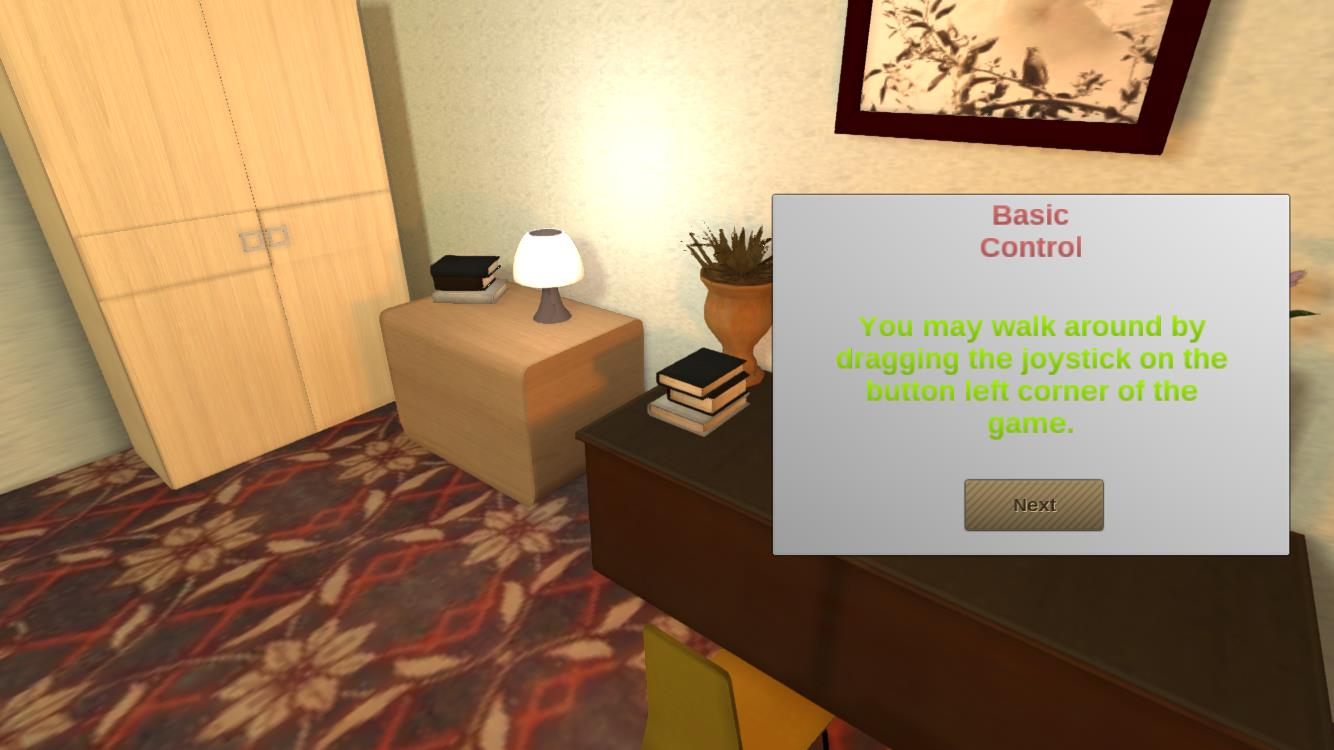 Basic
Control
You may walk around by
dragging the joystick on the
button left corner of the
game.
Next